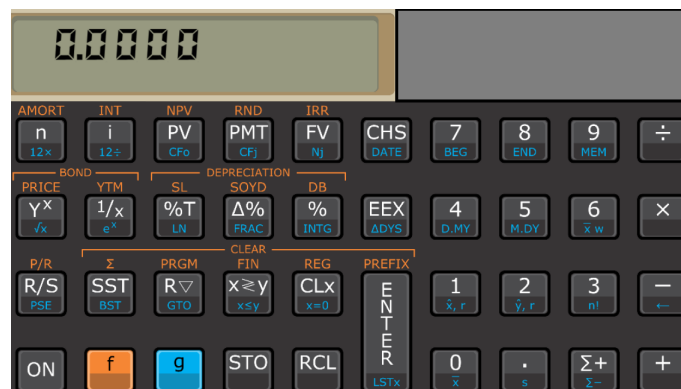 0.0000
AMORT INT NPV RND IRR
n i PV PMT FV CHS 7 8 9 ÷
12× 12÷ CFo CFj Nj DATE BEG END MEM
BOND DEPRECIATION
PRICE YTM SL SOYD DB
Yˣ 1/x %T Δ% % EEX 4 5 6 ×
√x eˣ LN FRAC INTG ΔDYS D.MY M.DY x̅ w
CLEAR
P/R Σ PRGM FIN REG PREFIX
R/S SST R▽ x≷y CLx ENTER 1 2 3 −
PSE BST GTO x≤y x=0 x̂, r ŷ, r n! ←
ON f g STO RCL 0 . Σ+ +
LSTx x̅ s Σ−